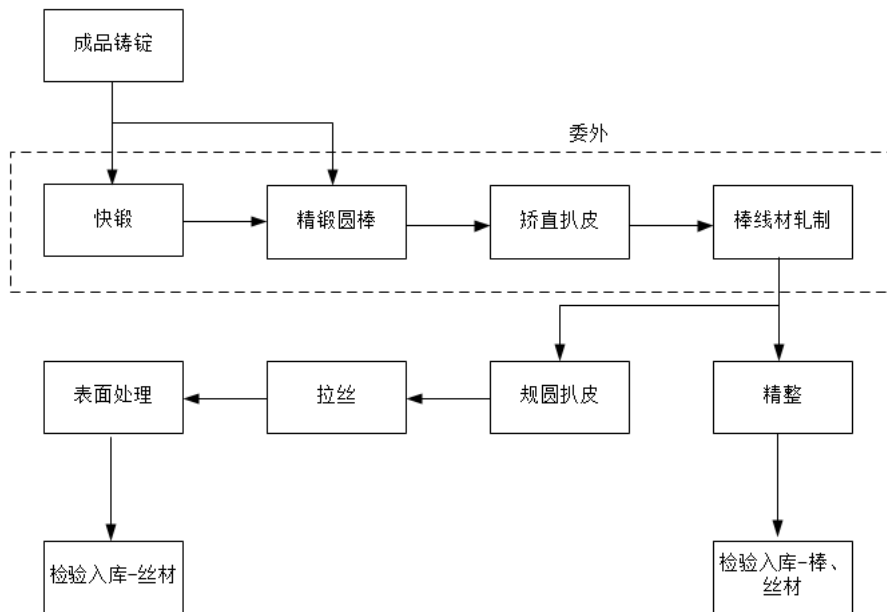 成品铸锭
委外
快锻
精锻圆棒
矫直扒皮
棒线材轧制
表面处理
拉丝
规圆扒皮
精整
检验入库-丝材
检验入库-棒、
丝材